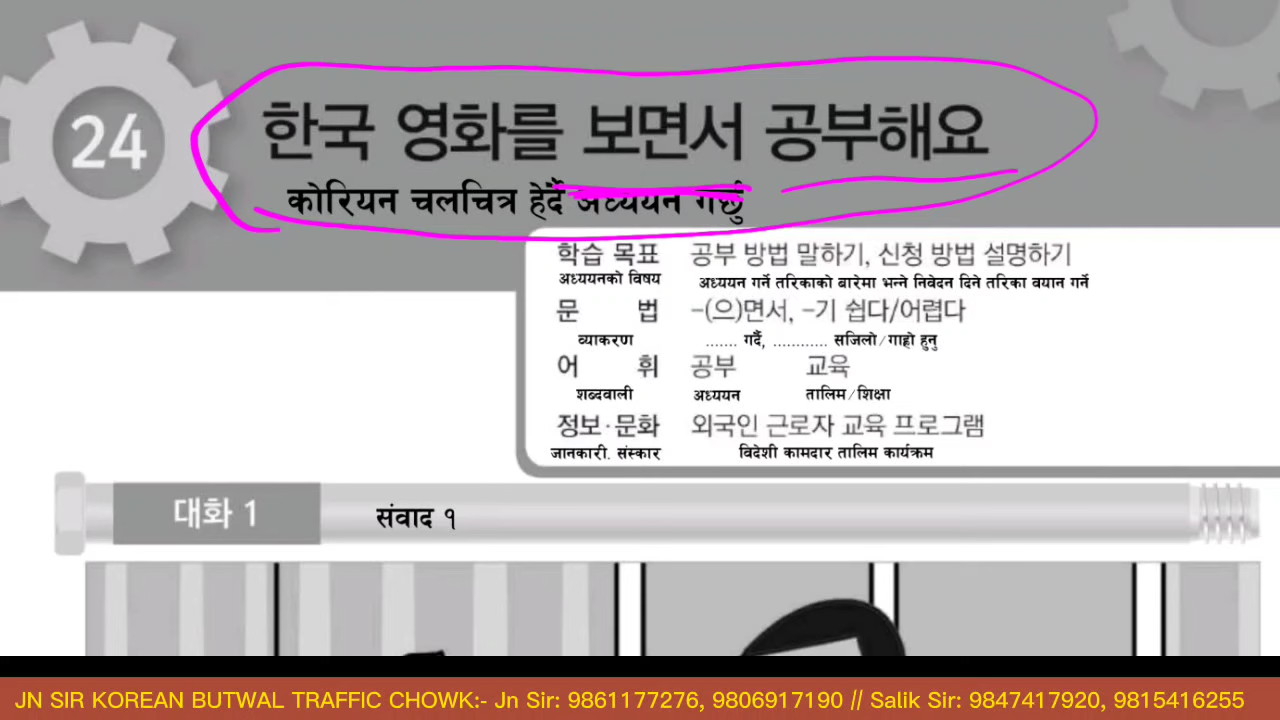 24
한국 영화를 보면서 공부해요
कोरियन चलचित्र हेर्दै अध्ययन गर्छु
학습 목표 공부 방법 말하기, 신청 방법 설명하기
अध्ययनको विषय अध्ययन गर्ने तरिकाको बारेमा भन्ने निवेदन दिने तरिका वयान गर्ने
문 법 -(으)면서, -기 쉽다/어렵다
व्याकरण ....... गर्दै, ............ सजिलो/गाह्रो हुनु
어 휘 공부 교육
शब्दवाली अध्ययन तालिम/शिक्षा
정보·문화 외국인 근로자 교육 프로그램
जानकारी. संस्कार विदेशी कामदार तालिम कार्यक्रम
대화 1 संवाद १
JN SIR KOREAN BUTWAL TRAFFIC CHOWK:- Jn Sir: 9861177276, 9806917190 // Salik Sir: 9847417920, 9815416255